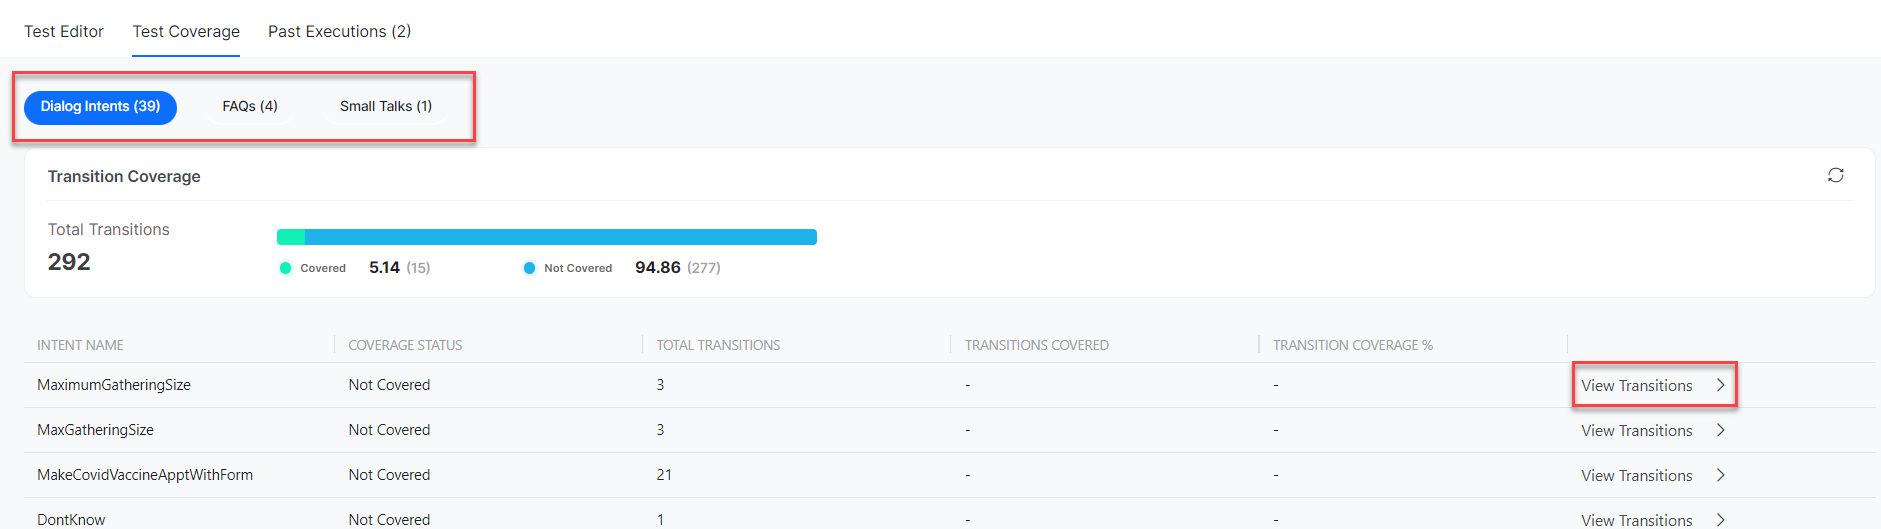 Test Editor Test Coverage Past Executions (2)
Dialog Intents (39) FAQs (4) Small Talks (1)
Transition Coverage
Total Transitions
292
Covered 5.14 (15) Not Covered 94.86 (277)
INTENT NAME COVERAGE STATUS TOTAL TRANSITIONS TRANSITIONS COVERED TRANSITION COVERAGE %
MaximumGatheringSize Not Covered 3 - - View Transitions
MaxGatheringSize Not Covered 3 - - View Transitions
MakeCovidVaccineApptWithForm Not Covered 21 - - View Transitions
DontKnow Not Covered 1 - - View Transitions